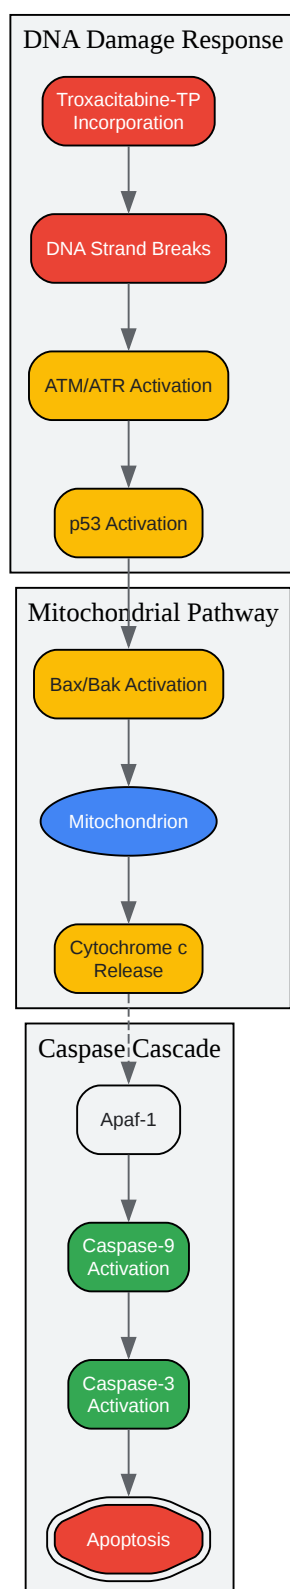 DNA Damage Response
Troxacitabine-TP
Incorporation
DNA Strand Breaks
ATM/ATR Activation
p53 Activation
Mitochondrial Pathway
Bax/Bak Activation
Mitochondrion
Cytochrome c
Release
Caspase Cascade
Apaf-1
Caspase-9
Activation
Caspase-3
Activation
Apoptosis